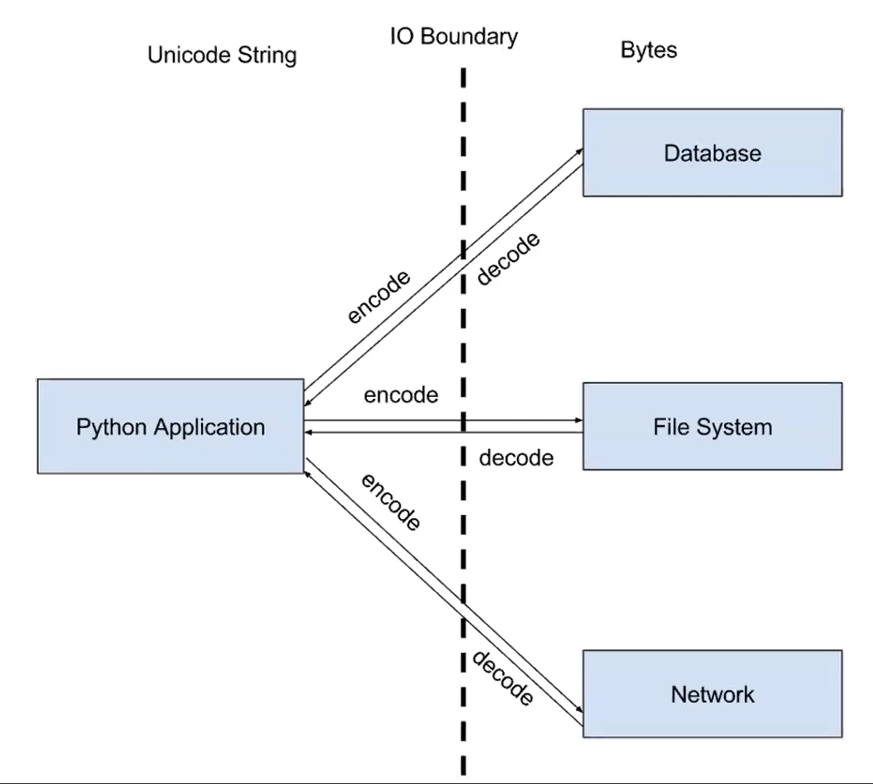 Unicode String
IO Boundary
Bytes
Database
encode
decode
Python Application
encode
decode
File System
encode
decode
Network